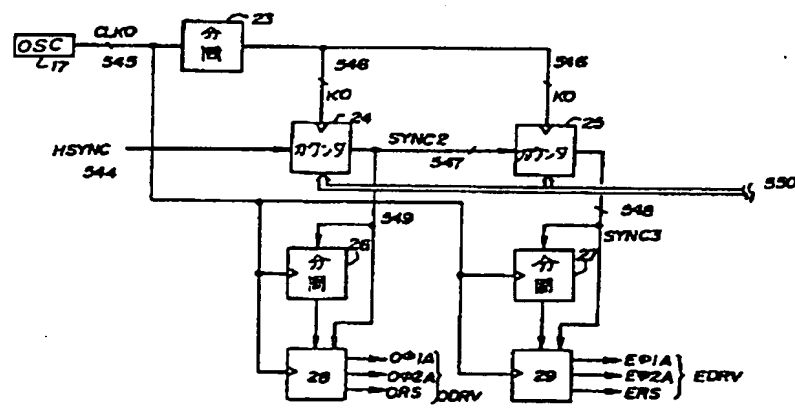 OSC
17
CLK0
545
分周
23
546
K0
546
K0
24
カウンタ
25
カウンタ
HSYNC
544
SYNC2
547
550
549
548
SYNC3
分周
26
分周
27
28
OΦ1A
OΦ2A
ORS
ODRV
29
EΦ1A
EΦ2A
ERS
EDRV